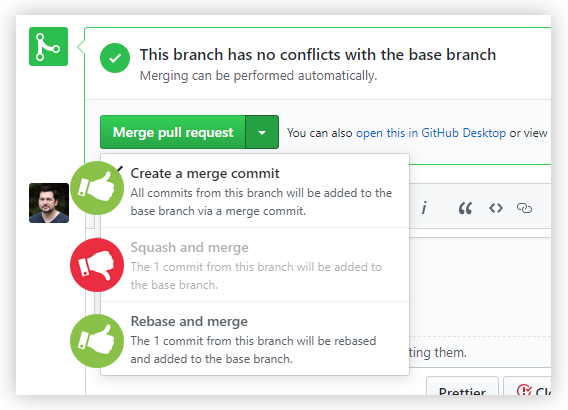 This branch has no conflicts with the base branch
Merging can be performed automatically.
Merge pull request
You can also open this in GitHub Desktop or view
Create a merge commit
All commits from this branch will be added to the
base branch via a merge commit.
Squash and merge
The 1 commit from this branch will be added to
the base branch.
Rebase and merge
The 1 commit from this branch will be rebased
and added to the base branch.
ting them.
Prettier
Clo